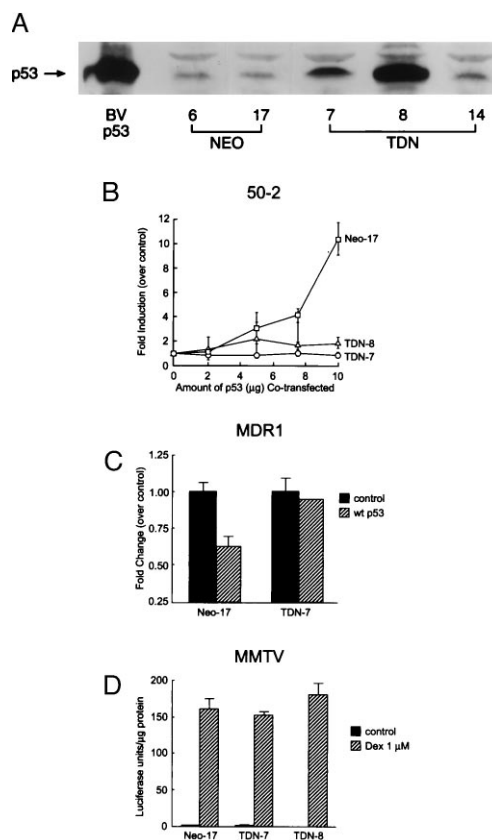 A
p53 →
BV
p53
6 17
NEO
7 8 14
TDN
B
50-2
Fold Induction (over control)
12
10
8
6
4
2
0
Neo-17
TDN-8
TDN-7
0 2 4 6 8 10
Amount of p53 (μg) Co-transfected
C
MDR1
Fold Change (over control)
1.25
1.00
0.75
0.50
0.25
control
wt p53
Neo-17 TDN-7
D
MMTV
Luciferase units/μg protein
200
150
100
50
0
control
Dex 1 μM
Neo-17 TDN-7 TDN-8